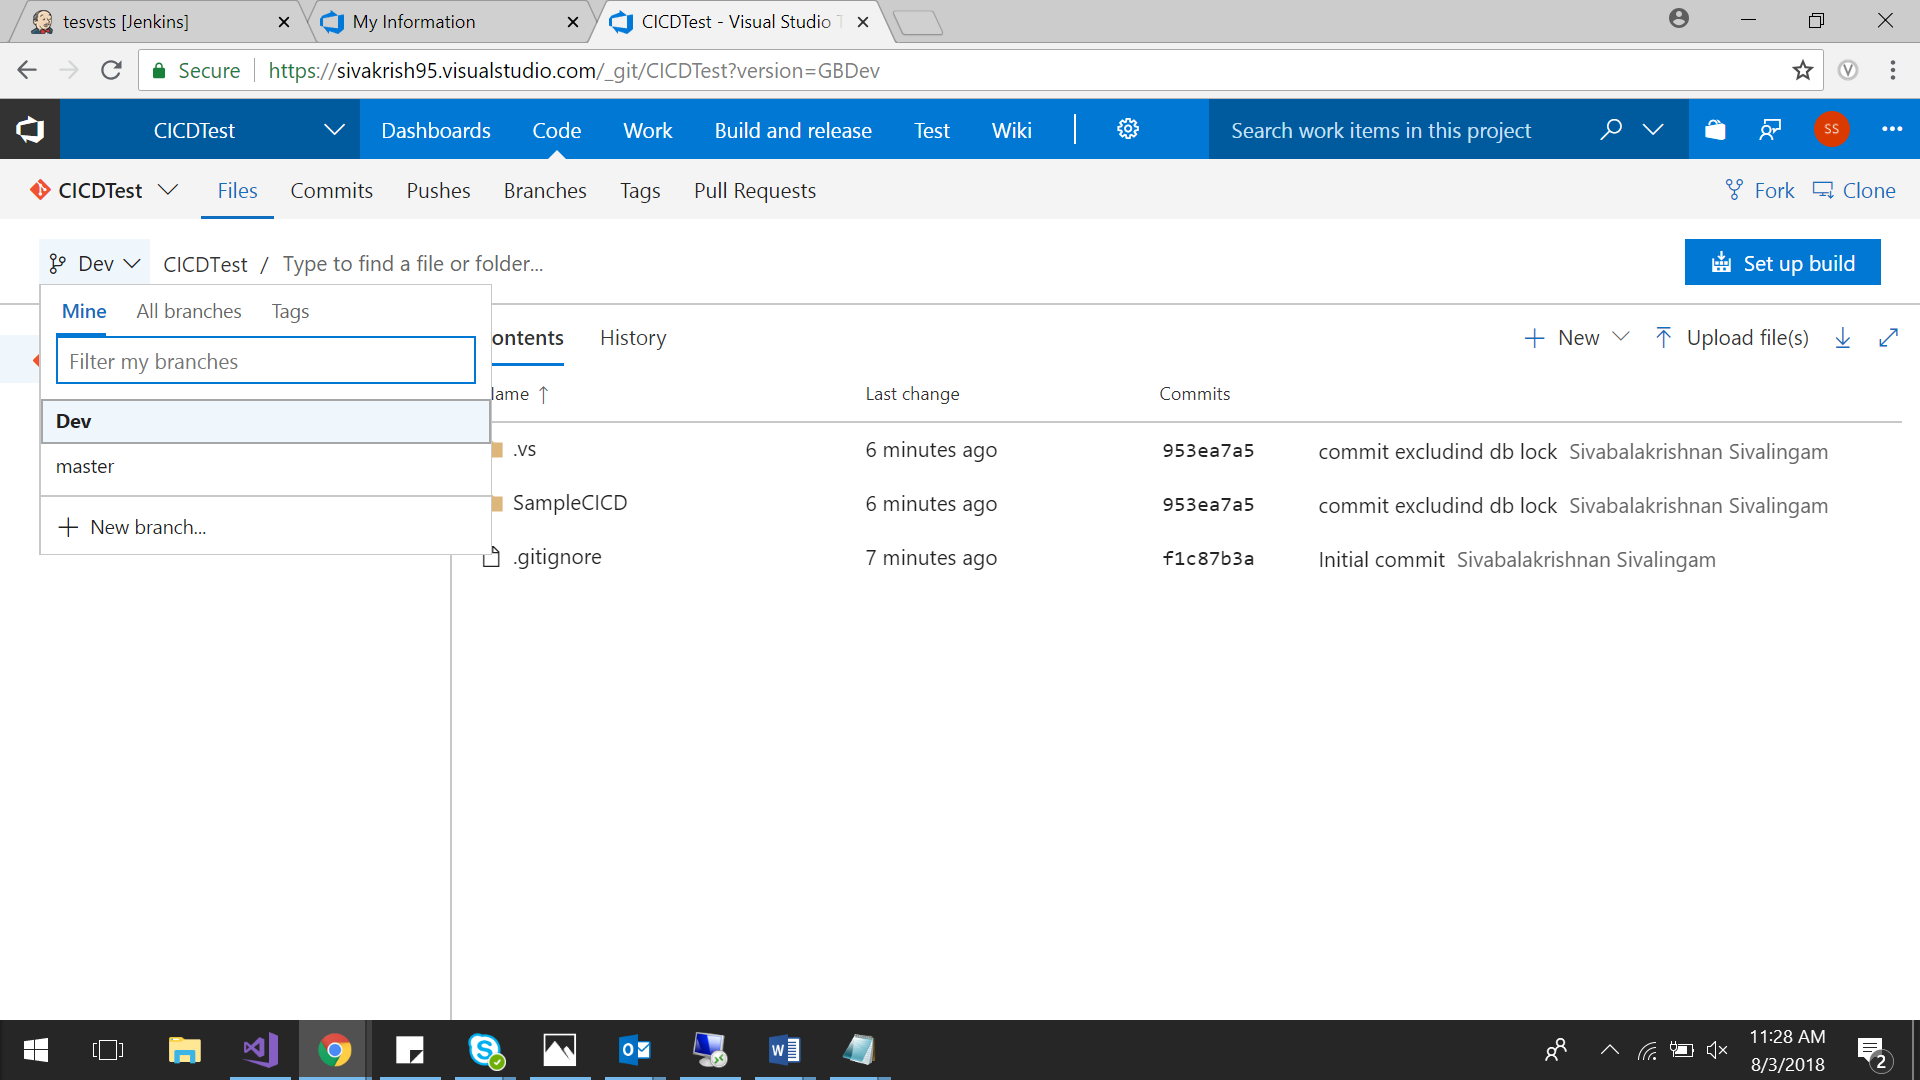 tesvsts [Jenkins]
My Information
CICDTest - Visual Studio T
Secure
https://sivakrish95.visualstudio.com/_git/CICDTest?version=GBDev
CICDTest
Dashboards
Code
Work
Build and release
Test
Wiki
Search work items in this project
SS
CICDTest
Files
Commits
Pushes
Branches
Tags
Pull Requests
Fork
Clone
Dev
CICDTest /
Type to find a file or folder...
Set up build
Mine
All branches
Tags
Filter my branches
Dev
master
New branch...
ontents
History
New
Upload file(s)
ame
Last change
Commits
.vs
6 minutes ago
953ea7a5
commit excludind db lock Sivabalakrishnan Sivalingam
SampleCICD
6 minutes ago
953ea7a5
commit excludind db lock Sivabalakrishnan Sivalingam
.gitignore
7 minutes ago
f1c87b3a
Initial commit Sivabalakrishnan Sivalingam
11:28 AM
8/3/2018
2